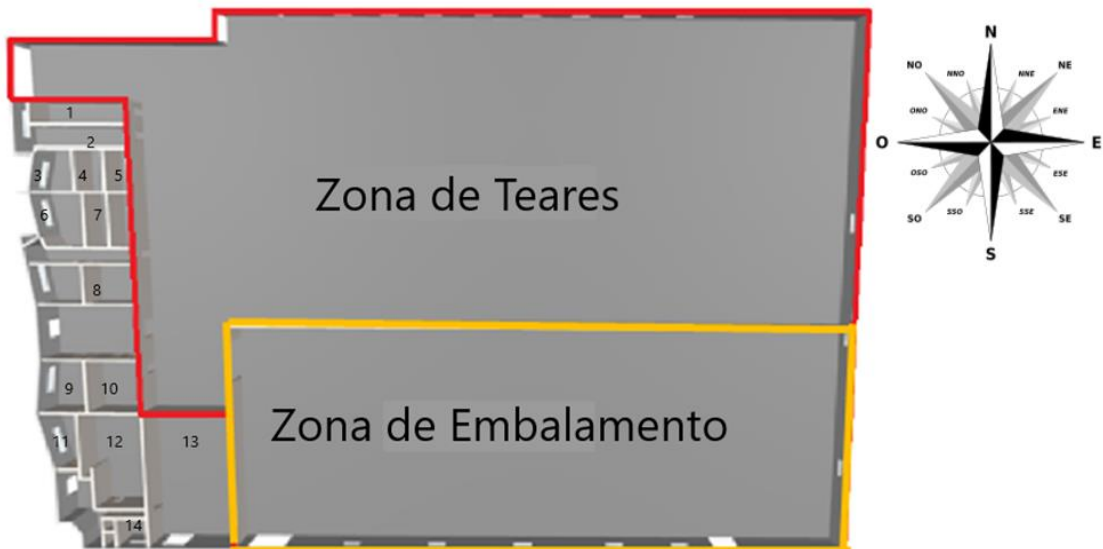 1
2
3
4
5
6
7
8
9
10
11
12
13
14
Zona de Teares
Zona de Embalamento
N
NNO
NNE
NO
NE
ONO
ENE
O
E
OSO
ESE
SO
SE
SSO
SSE
S